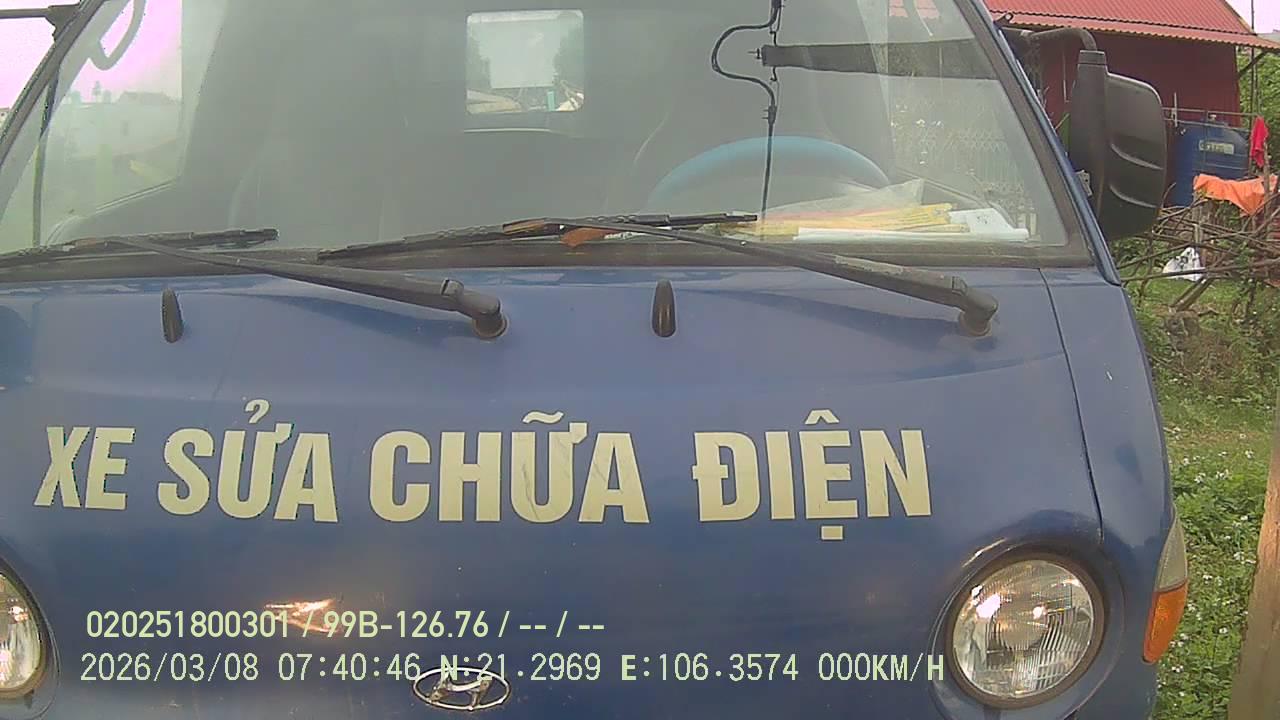 XE SỬA CHỮA ĐIỆN
020251800301 / 99B-126.76 / -- / --
2026/03/08 07:40:46 N:21.2969 E:106.3574 000KM/H